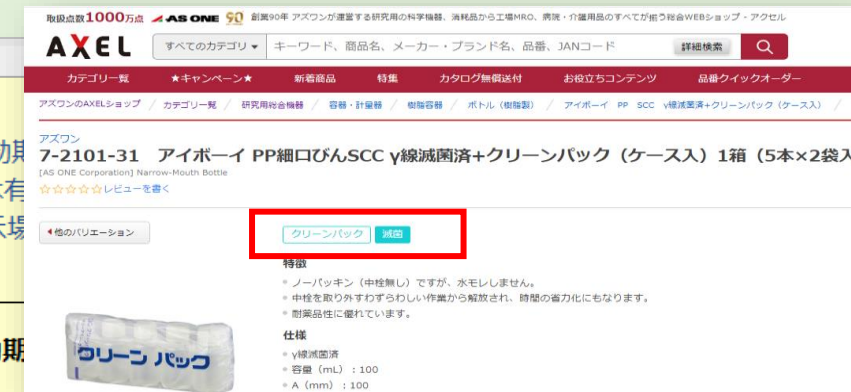 取扱点数1000万点 AS ONE 90 創業90年 アズワンが運営する研究用の科学機器、消耗品から工場MRO、病院・介護用品のすべてが揃う総合WEBショップ・アクセル
AXEL すべてのカテゴリ▼ キーワード、商品名、メーカー・ブランド名、品番、JANコード 詳細検索
カテゴリ一覧 ★キャンペーン★ 新着商品 特集 カタログ無償送付 お役立ちコンテンツ 品番クイックオーダー
アズワンのAXELショップ / カテゴリ一覧 / 研究用総合機器 / 容器・計量器 / 樹脂容器 / ボトル（樹脂製） / アイボーイ PP SCC γ線滅菌済+クリーンパック（ケース入） /
アズワン
7-2101-31 アイボーイ PP細口びんSCC γ線滅菌済+クリーンパック（ケース入）1箱（5本×2袋入
[AS ONE Corporation] Narrow-Mouth Bottle
☆☆☆☆☆レビューを書く
他のバリエーション
クリーンパック 滅菌
特徴
ノーパッキン（中栓無し）ですが、水モレしません。
中栓を取り外すわずらわしい作業から解放され、時間の省力化にもなります。
耐薬品性に優れています。
仕様
γ線滅菌済
容量（mL）：100
A（mm）：100
クリーン パック